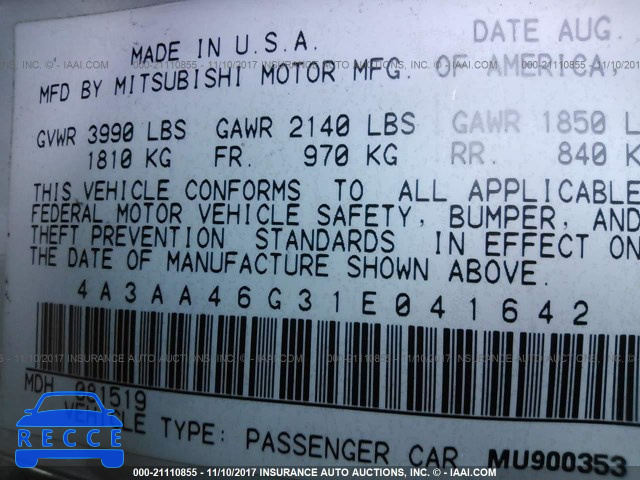 MADE IN U.S.A. DATE AUG.
MFD BY MITSUBISHI MOTOR MFG. OF AMERICA,
GVWR 3990 LBS GAWR 2140 LBS GAWR 1850 L
1810 KG FR. 970 KG RR. 840 K
THIS VEHICLE CONFORMS TO ALL APPLICABLE
FEDERAL MOTOR VEHICLE SAFETY, BUMPER, AND
THEFT PREVENTION STANDARDS IN EFFECT ON
THE DATE OF MANUFACTURE SHOWN ABOVE.
4A3AA46G31E041642
MDH 091519
VEHICLE TYPE: PASSENGER CAR MU900353
RECCE
000-21110855 - 11/10/2017 INSURANCE AUTO AUCTIONS, INC. - © IAAI.COM